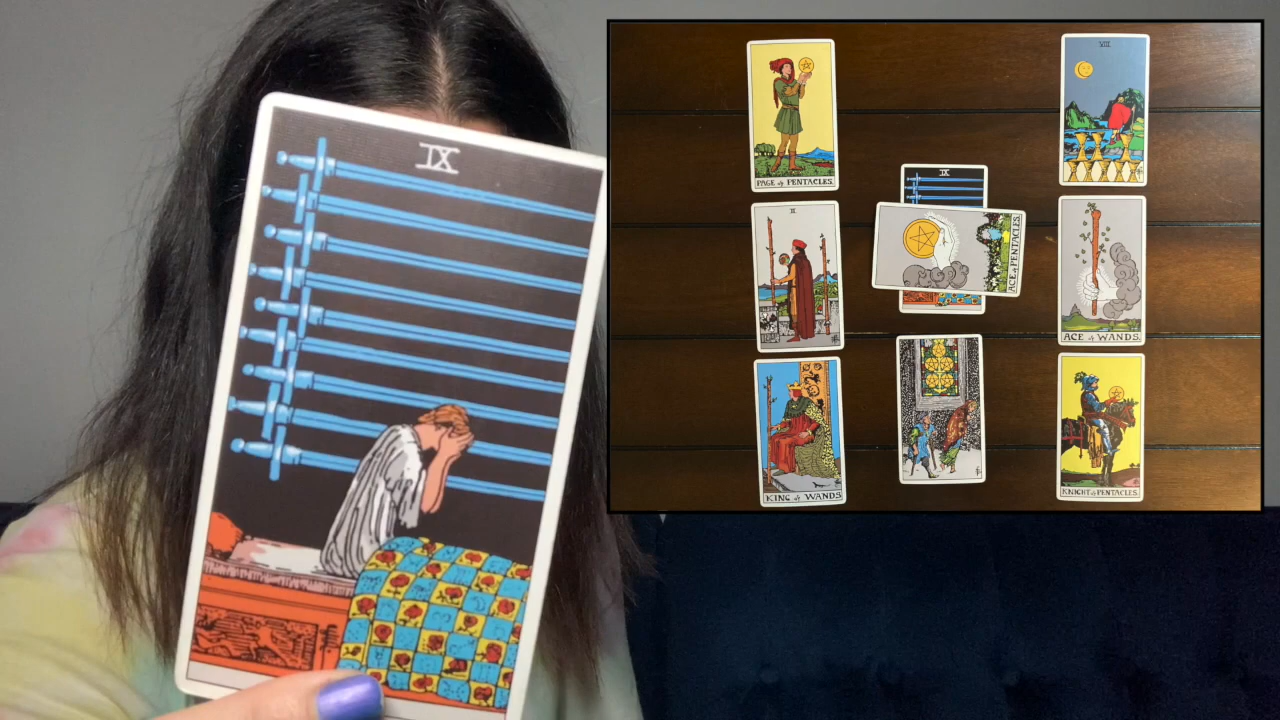 IX
PAGE of PENTACLES.
VIII
IX
II
ACE of PENTACLES.
ACE of WANDS.
KING of WANDS
KNIGHT of PENTACLES.